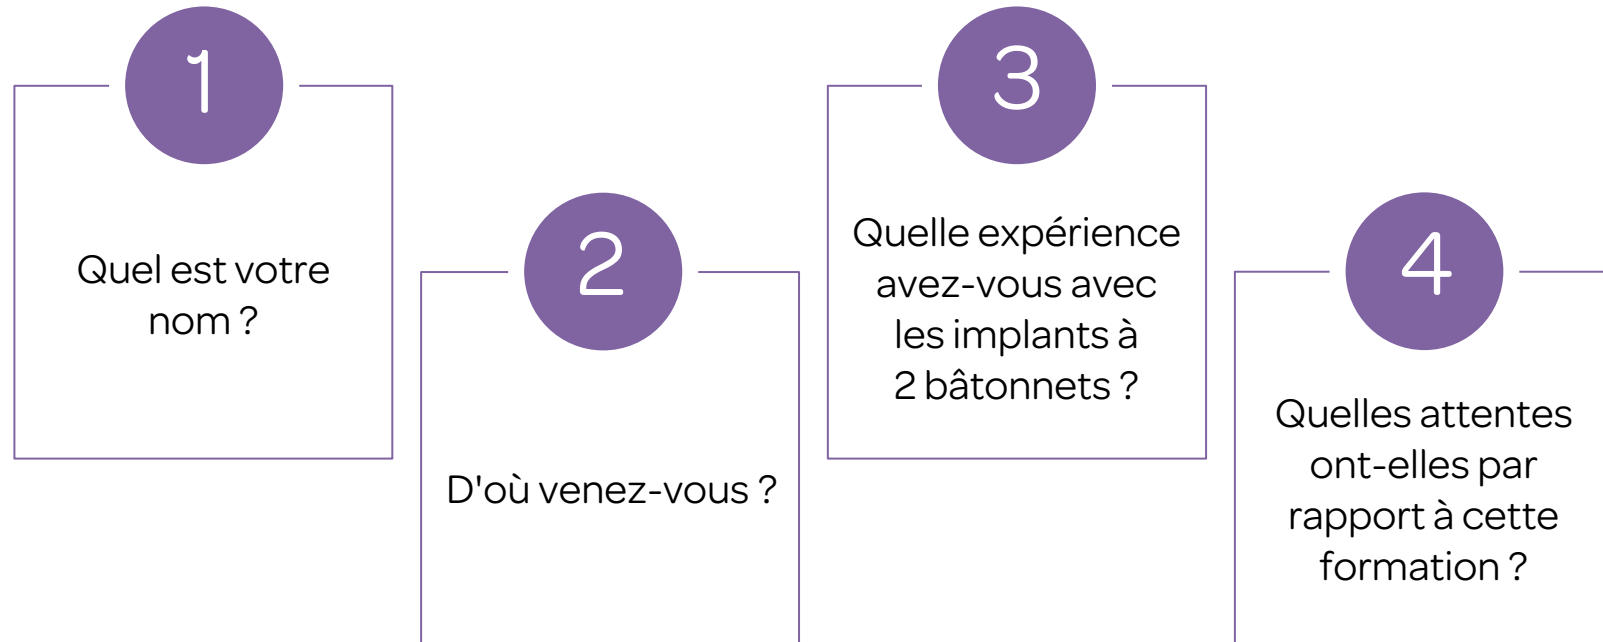 1
Quel est votre
nom ?
2
D'où venez-vous ?
3
Quelle expérience
avez-vous avec
les implants à
2 bâtonnets ?
4
Quelles attentes
ont-elles par
rapport à cette
formation ?